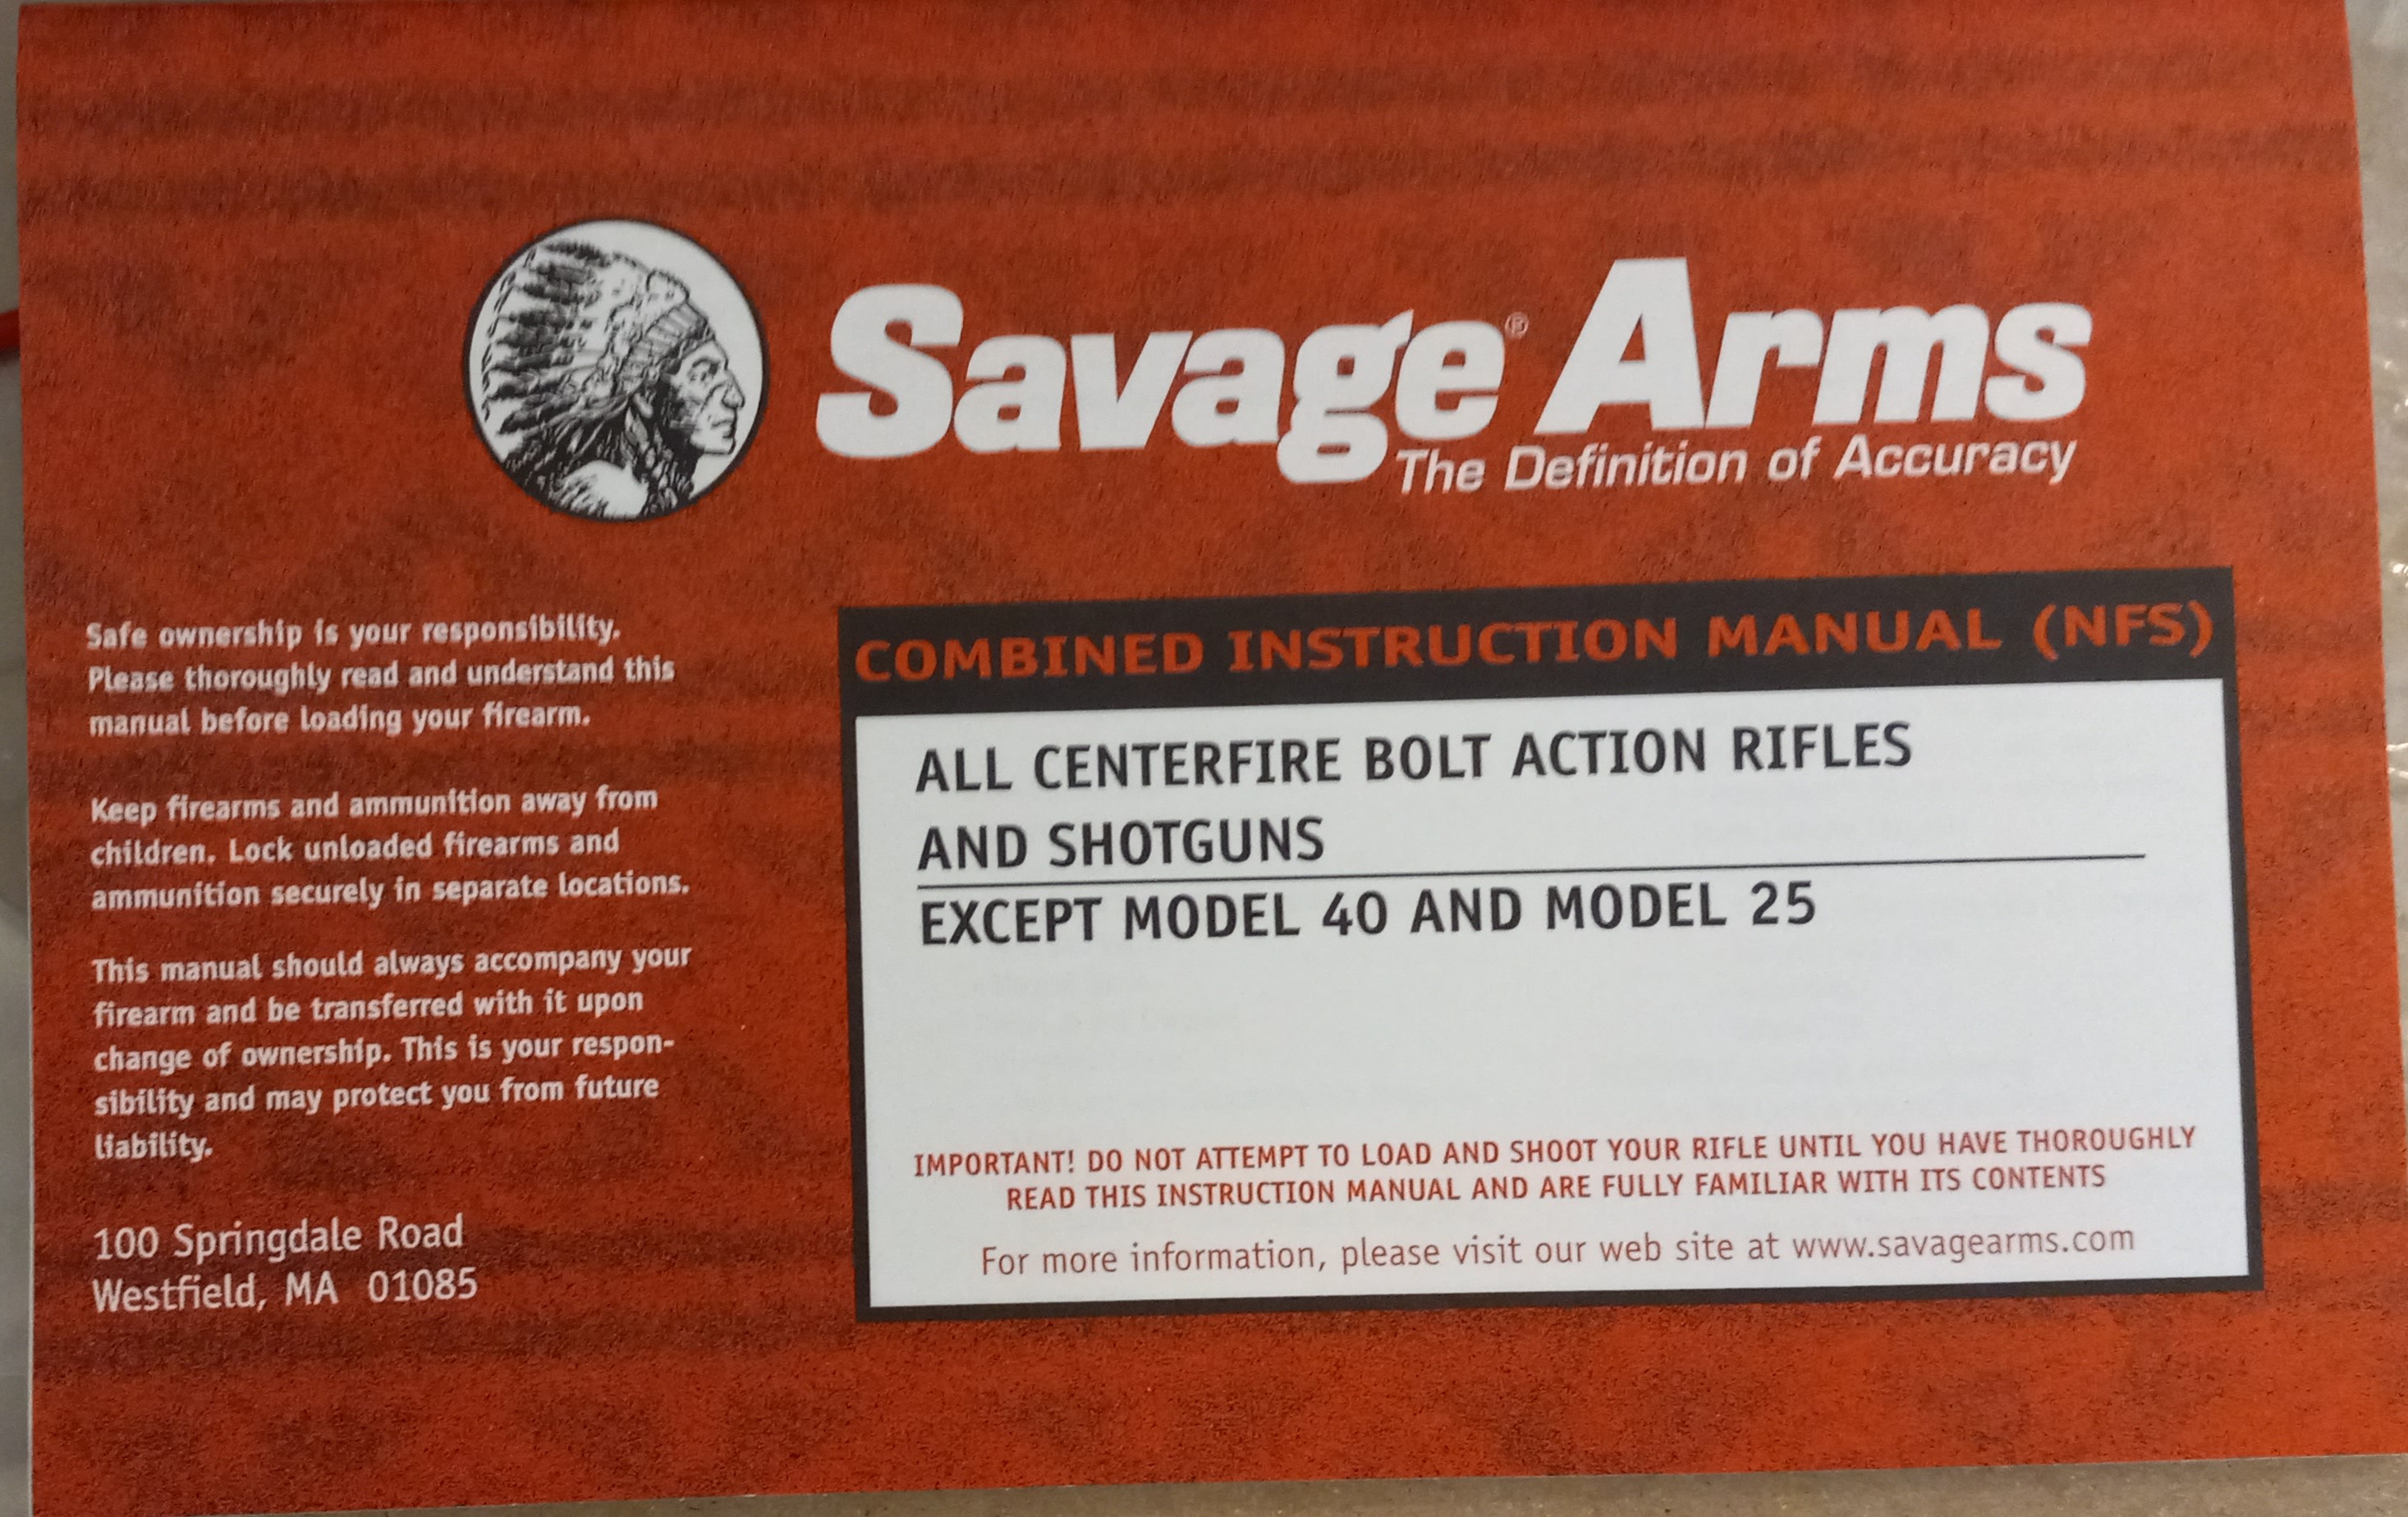 Savage® Arms
The Definition of Accuracy
Safe ownership is your responsibility.
Please thoroughly read and understand this
manual before loading your firearm.
Keep firearms and ammunition away from
children. Lock unloaded firearms and
ammunition securely in separate locations.
This manual should always accompany your
firearm and be transferred with it upon
change of ownership. This is your respon-
sibility and may protect you from future
liability.
100 Springdale Road
Westfield, MA 01085
COMBINED INSTRUCTION MANUAL (NFS)
ALL CENTERFIRE BOLT ACTION RIFLES
AND SHOTGUNS
EXCEPT MODEL 40 AND MODEL 25
IMPORTANT! DO NOT ATTEMPT TO LOAD AND SHOOT YOUR RIFLE UNTIL YOU HAVE THOROUGHLY
READ THIS INSTRUCTION MANUAL AND ARE FULLY FAMILIAR WITH ITS CONTENTS
For more information, please visit our web site at www.savagearms.com